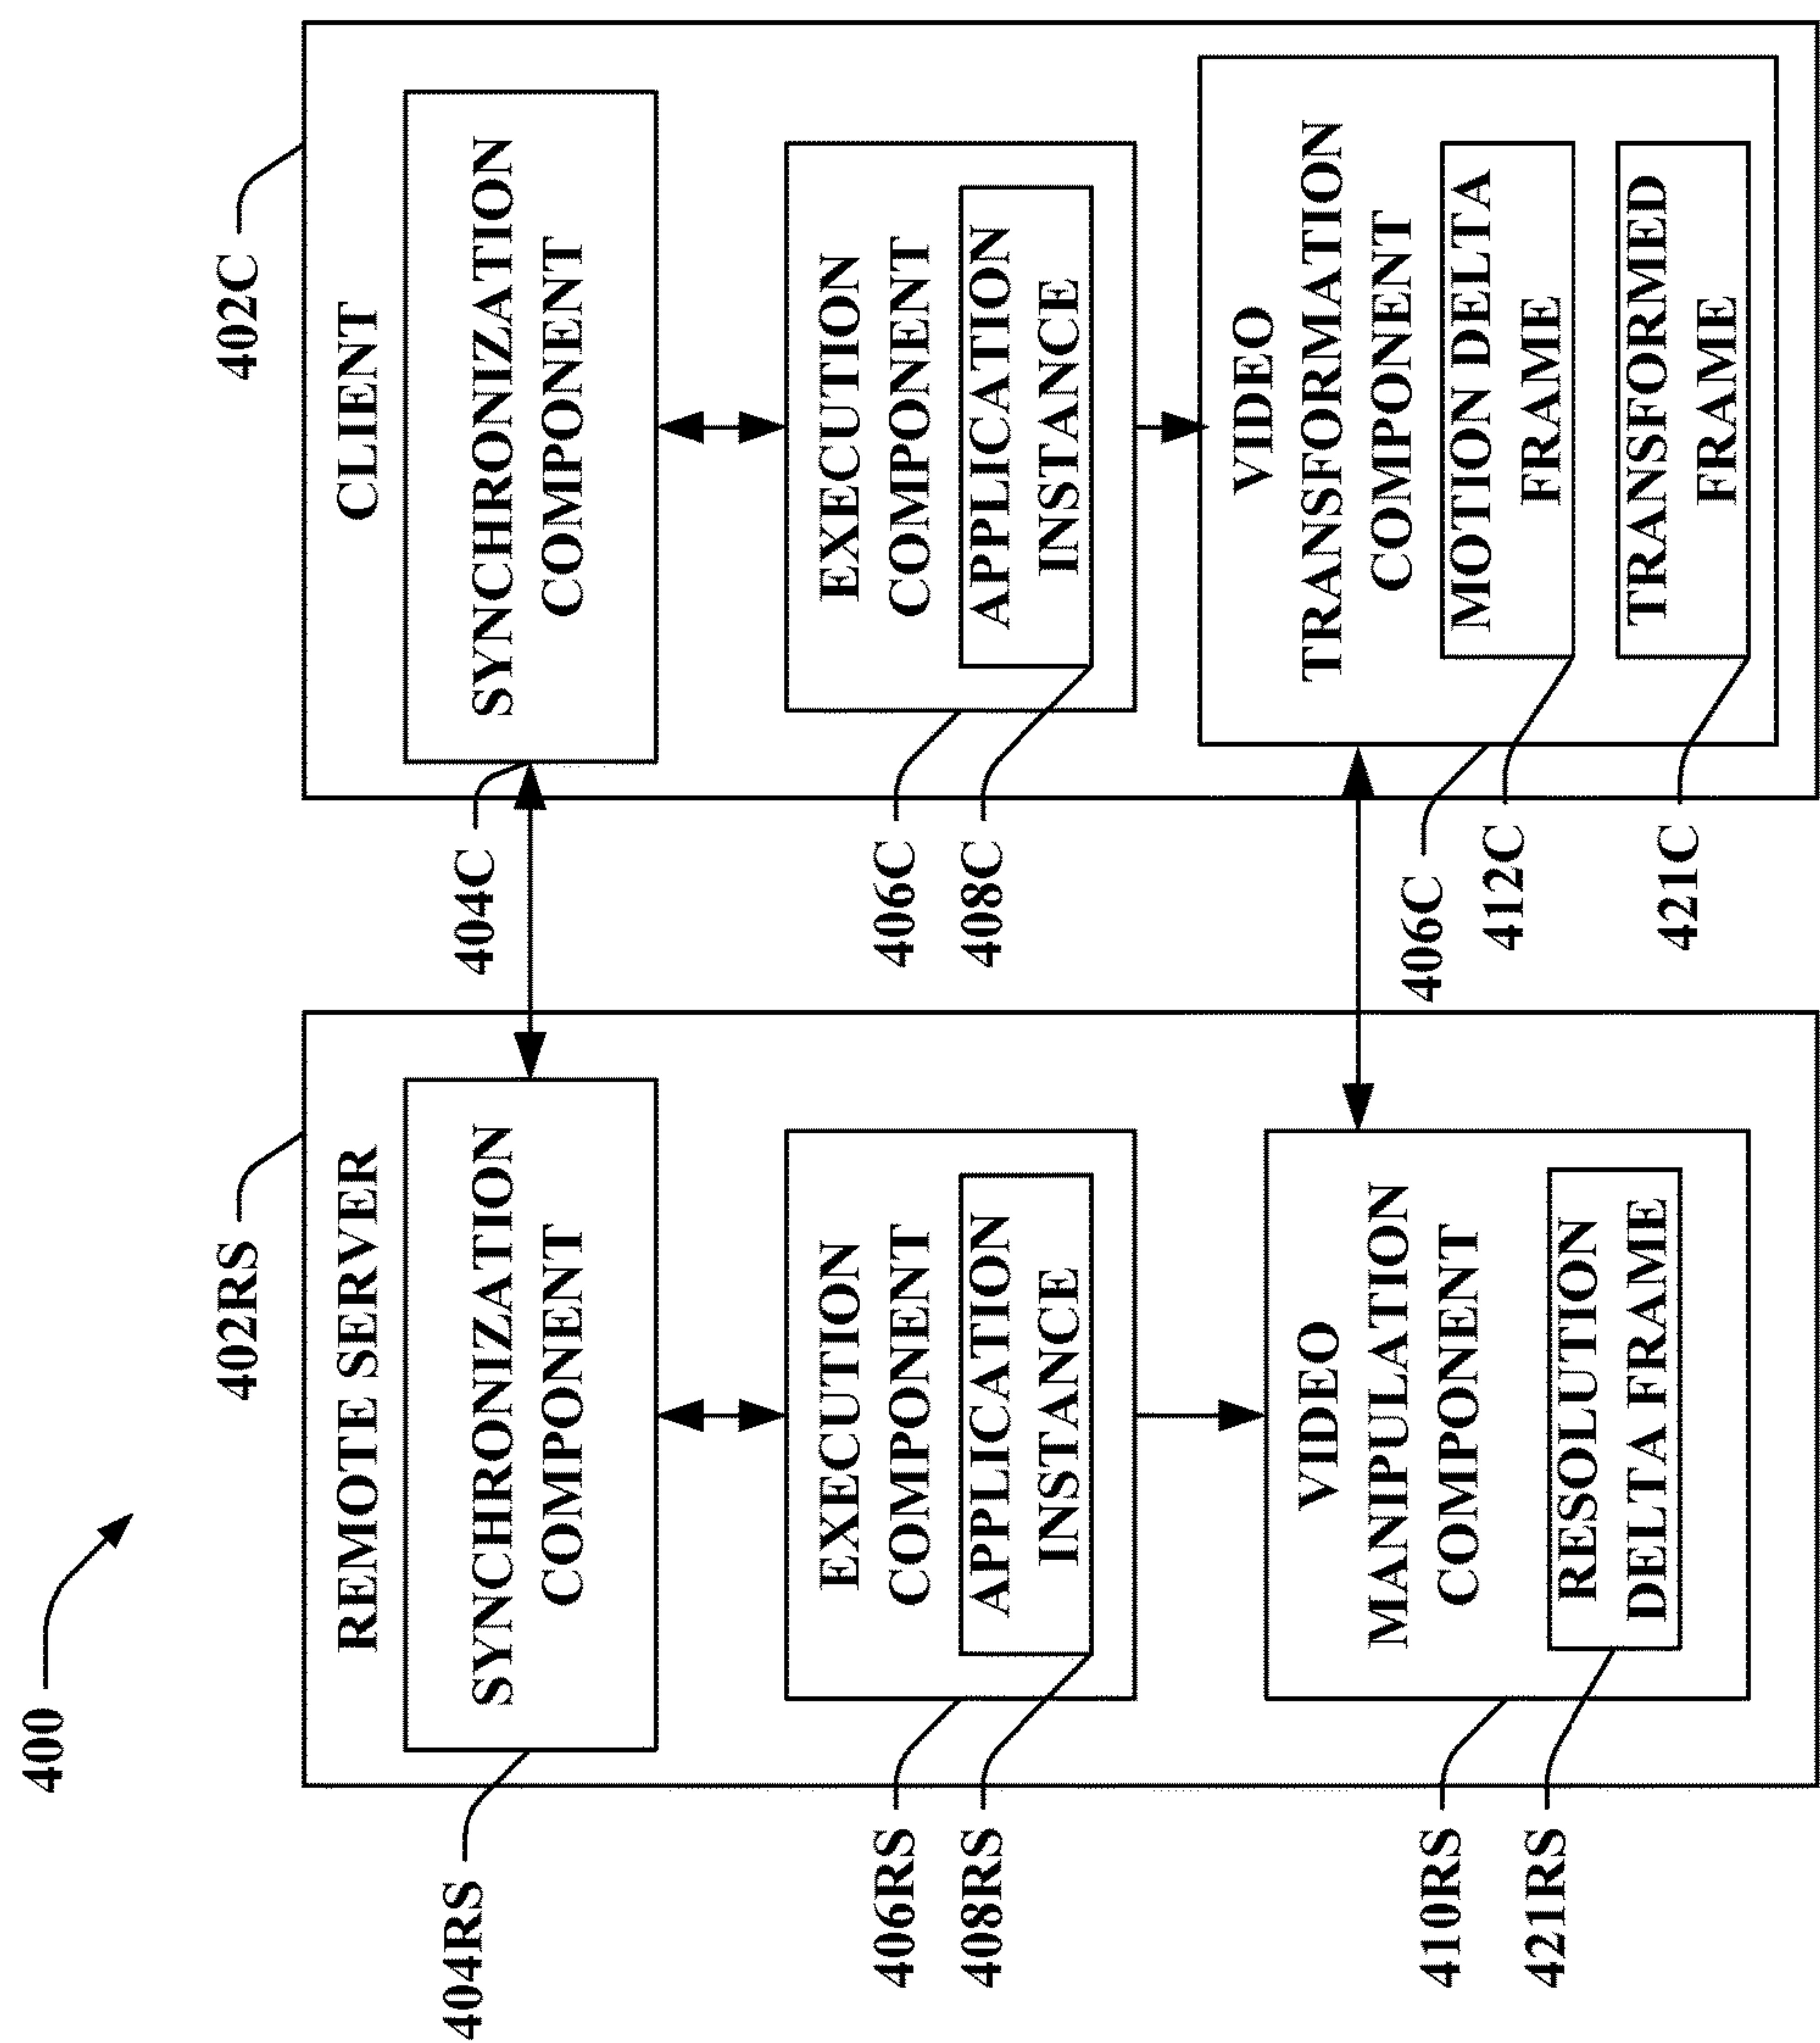 400
402RS
REMOTE SERVER
404RS
SYNCHRONIZATION
COMPONENT
406RS
EXECUTION
COMPONENT
408RS
APPLICATION
INSTANCE
410RS
VIDEO
MANIPULATION
COMPONENT
421RS
RESOLUTION
DELTA FRAME
402C
CLIENT
404C
SYNCHRONIZATION
COMPONENT
406C
EXECUTION
COMPONENT
408C
APPLICATION
INSTANCE
406C
VIDEO
TRANSFORMATION
COMPONENT
412C
MOTION DELTA
FRAME
421C
TRANSFORMED
FRAME